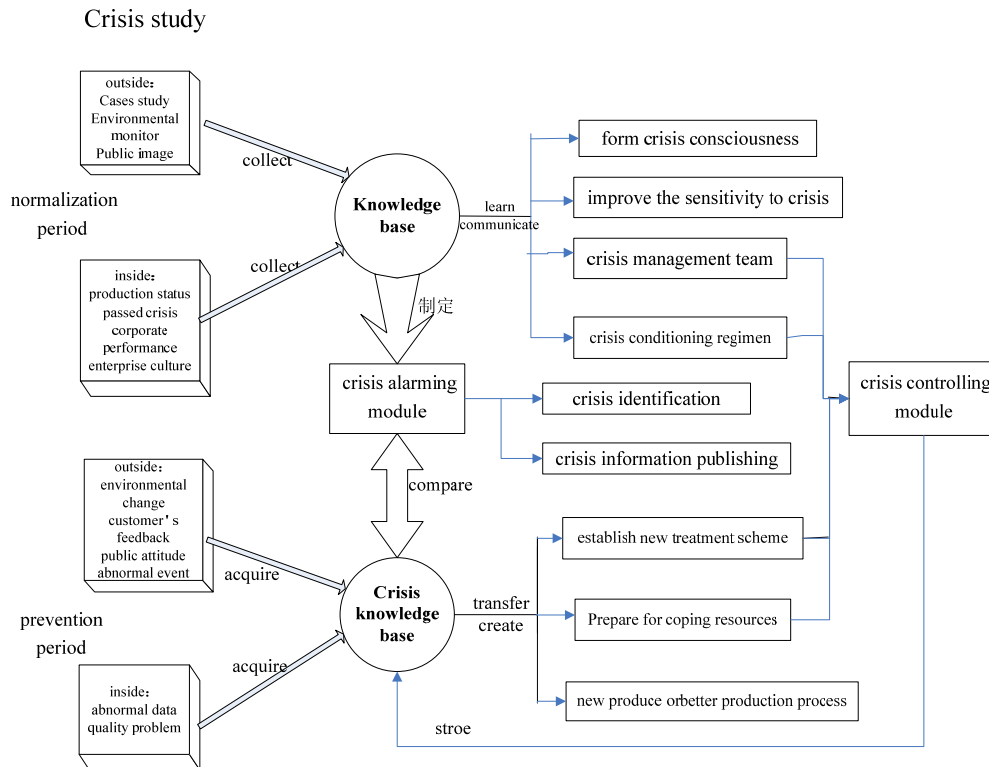 Crisis study
outside：
Cases study
Environmental
monitor
Public image
collect
normalization
period
inside：
production status
passed crisis
corporate
performance
enterprise culture
collect
Knowledge
base
learn
communicate
form crisis consciousness
improve the sensitivity to crisis
crisis management team
crisis conditioning regimen
制定
crisis alarming
module
crisis identification
crisis information publishing
crisis controlling
module
compare
outside：
environmental
change
customer's
feedback
public attitude
abnormal event
acquire
prevention
period
inside：
abnormal data
quality problem
acquire
Crisis
knowledge
base
transfer
create
establish new treatment scheme
Prepare for coping resources
new produce orbetter production process
stroe